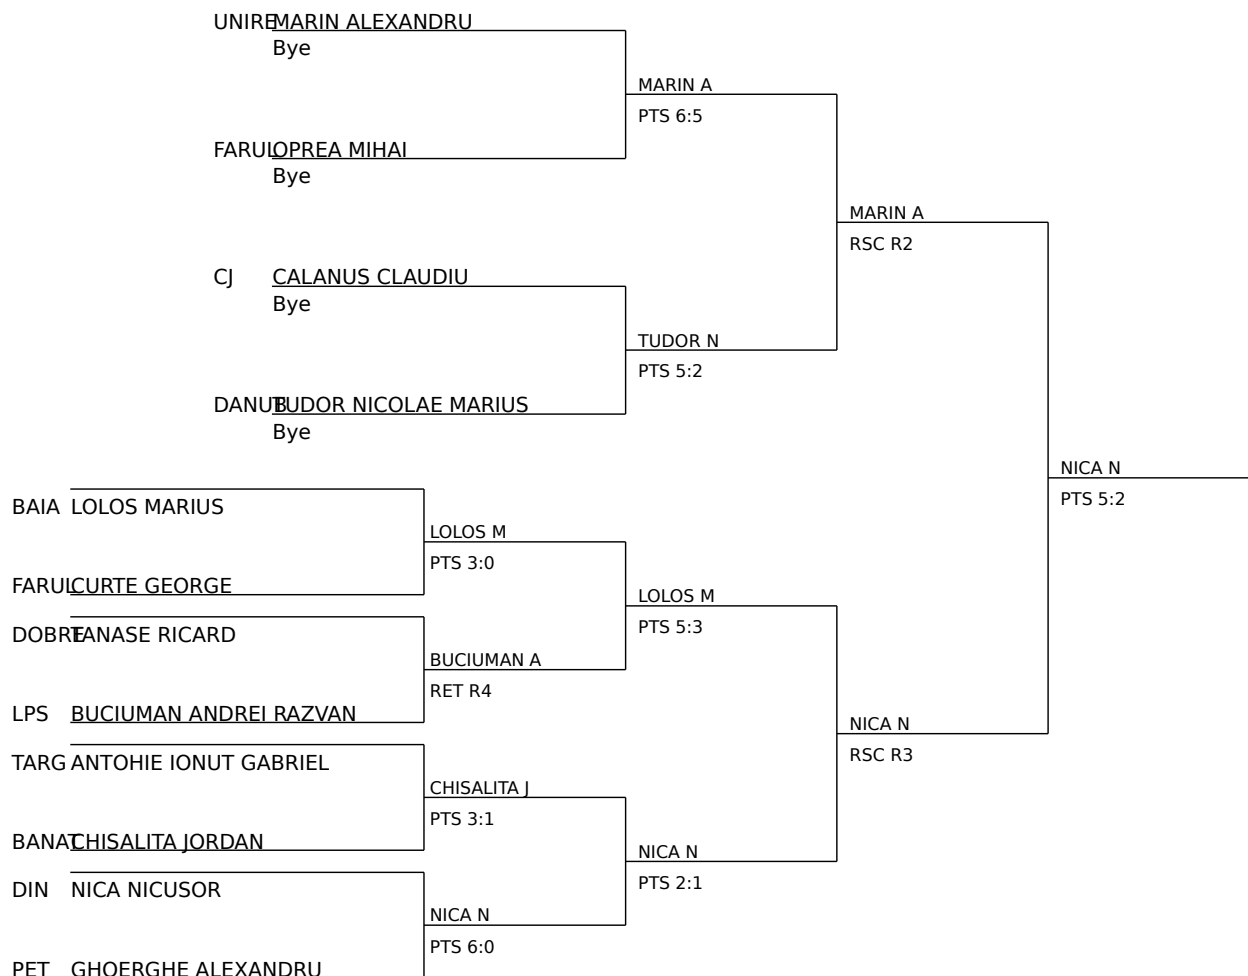 UNIRE MARIN ALEXANDRU
Bye
MARIN A
PTS 6:5
FARUL OPREA MIHAI
Bye
MARIN A
RSC R2
CJ CALANUS CLAUDIU
Bye
TUDOR N
PTS 5:2
DANUB TUDOR NICOLAE MARIUS
Bye
NICA N
PTS 5:2
BAIA LOLOS MARIUS
LOLOS M
PTS 3:0
FARUL CURTE GEORGE
LOLOS M
PTS 5:3
DOBRE TANASE RICARD
BUCIUMAN A
RET R4
LPS BUCIUMAN ANDREI RAZVAN
NICA N
RSC R3
TARG ANTOHIE IONUT GABRIEL
CHISALITA J
PTS 3:1
BANAT CHISALITA JORDAN
NICA N
PTS 2:1
DIN NICA NICUSOR
NICA N
PTS 6:0
PET GHOERGHE ALEXANDRU